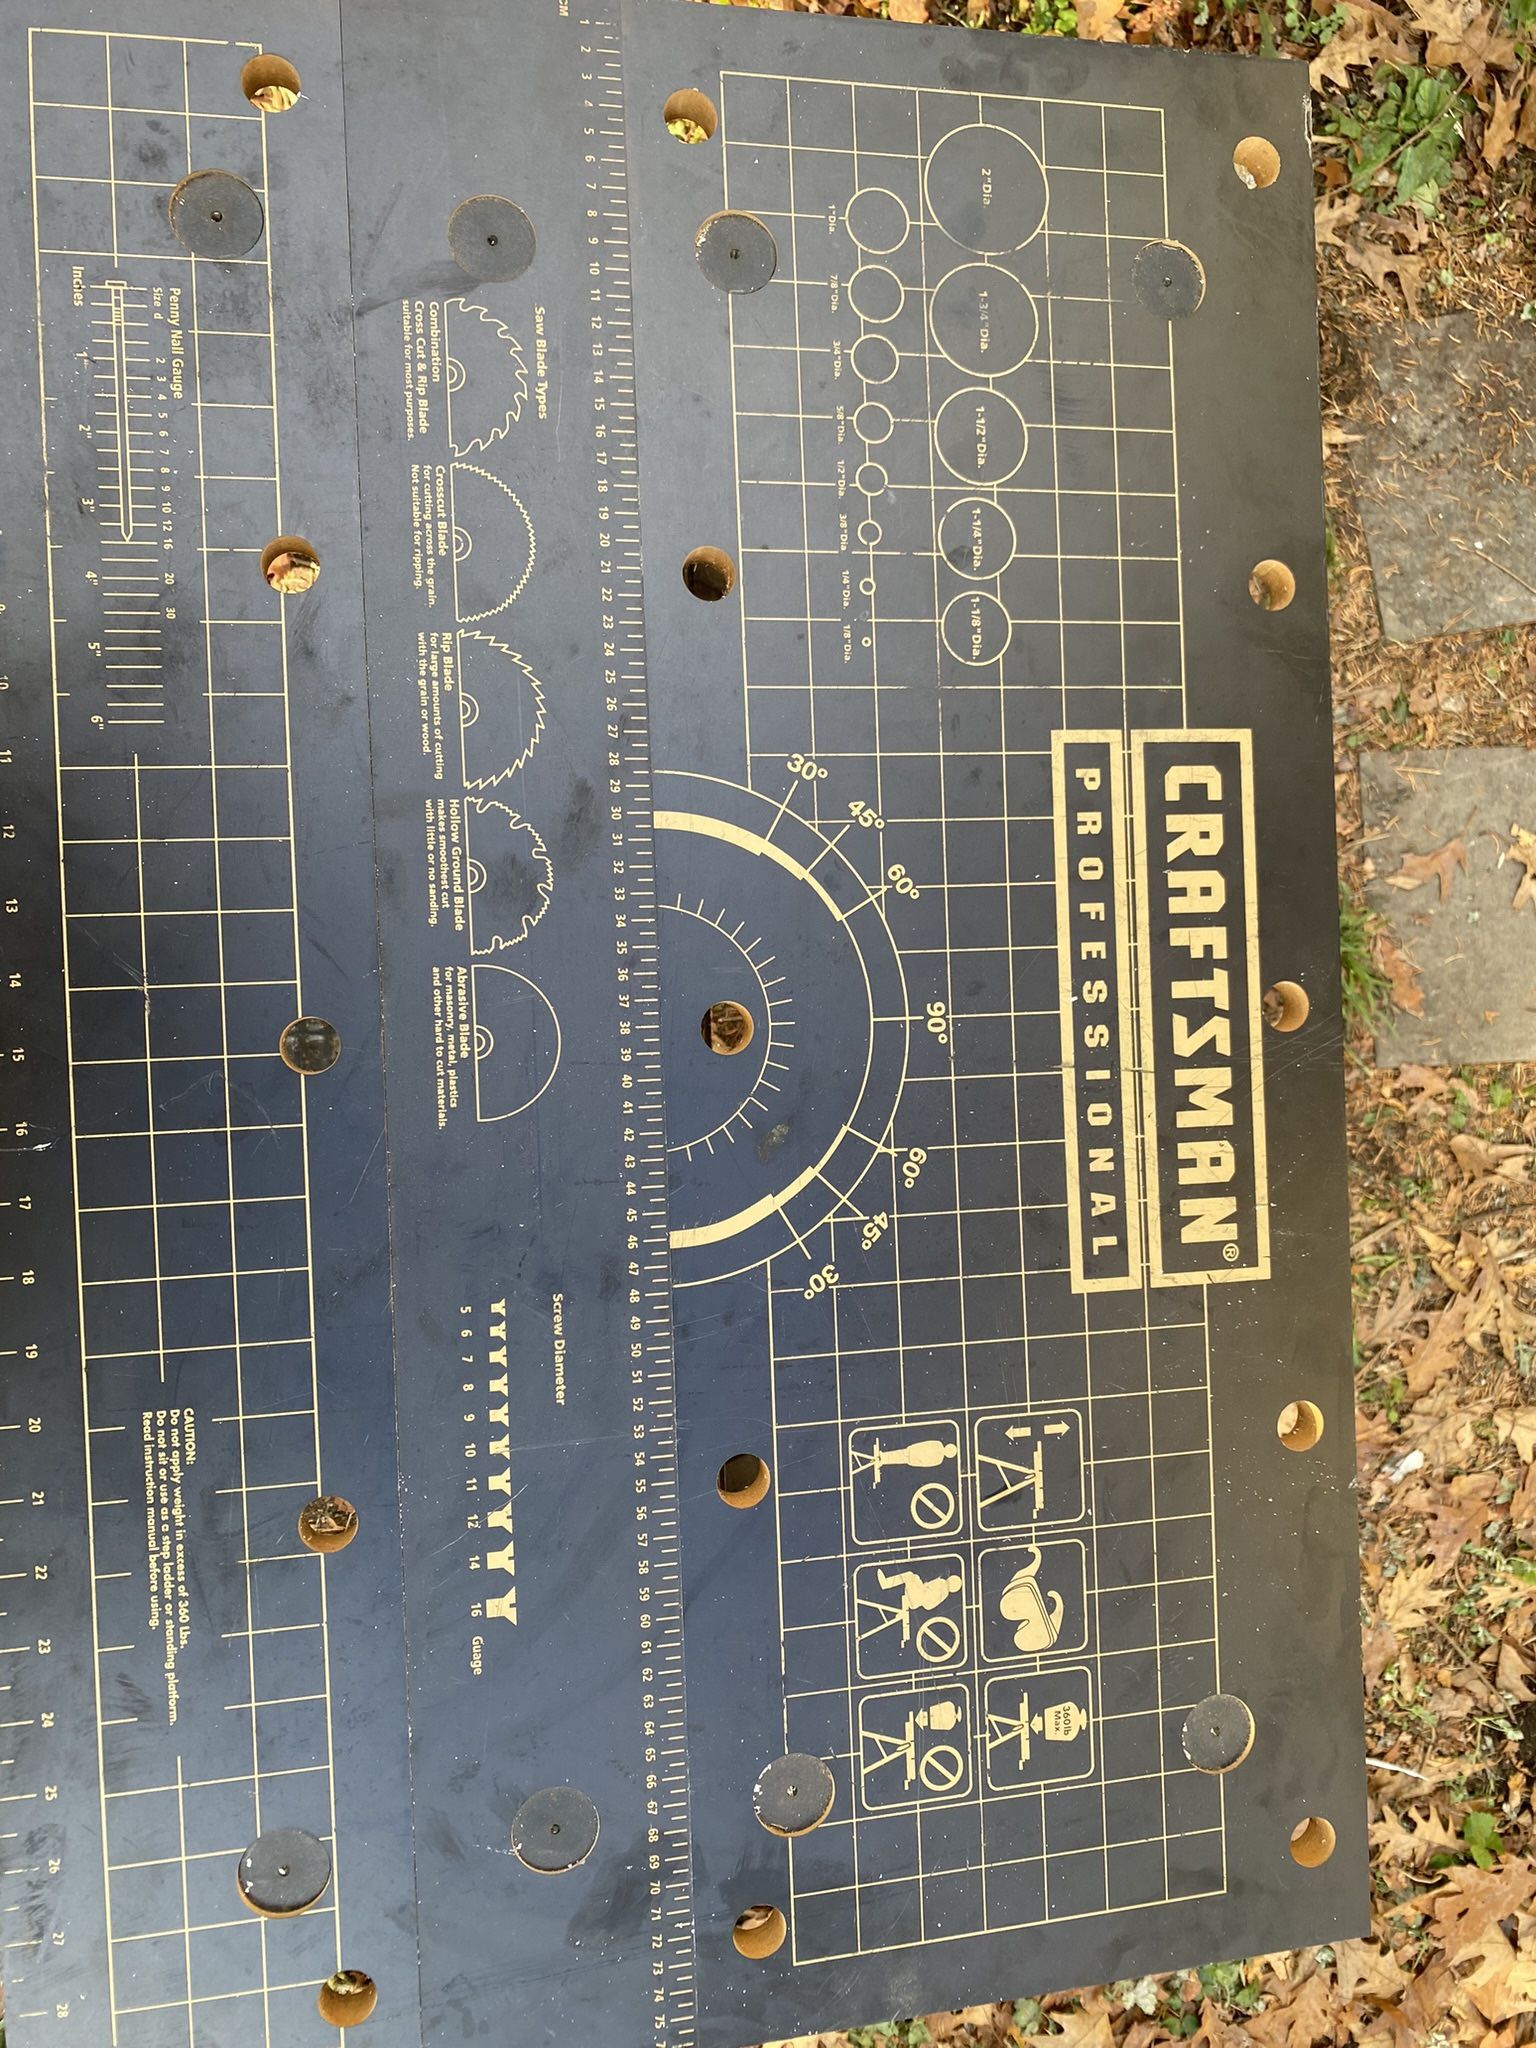 CRAFTSMAN®
PROFESSIONAL
2" Dia.
1-3/4" Dia.
1-1/2" Dia.
1-1/4" Dia.
1-1/8" Dia.
1" Dia.
7/8" Dia.
3/4" Dia.
5/8" Dia.
1/2" Dia.
3/8" Dia.
1/4" Dia.
1/8" Dia.
30° 45° 60° 90° 60° 45° 30°
360lb
Max.
CM 1 2 3 4 5 6 7 8 9 10 11 12 13 14 15 16 17 18 19 20 21 22 23 24 25 26 27 28 29 30 31 32 33 34 35 36 37 38 39 40 41 42 43 44 45 46 47 48 49 50 51 52 53 54 55 56 57 58 59 60 61 62 63 64 65 66 67 68 69 70 71 72 73 74 75
Saw Blade Types
Combination
Cross Cut & Rip Blade
suitable for most purposes.
Crosscut Blade
for cutting across the grain.
Not suitable for ripping.
Rip Blade
for large amounts of cutting
with the grain or wood.
Hollow Ground Blade
makes smoothest cut
with little or no sanding.
Abrasive Blade
for masonry, metal, plastics
and other hard to cut materials.
Screw Diameter
5 6 7 8 9 10 11 12 14 16 Guage
Penny Nail Gauge
Size d 2 3 4 5 6 7 8 9 10 12 16 20 30
Inches 1" 2" 3" 4" 5" 6"
CAUTION:
Do not apply weight in excess of 360 Lbs.
Do not sit or use as a step ladder or standing platform.
Read instruction manual before using.
9 10 11 12 13 14 15 16 17 18 19 20 21 22 23 24 25 26 27 28